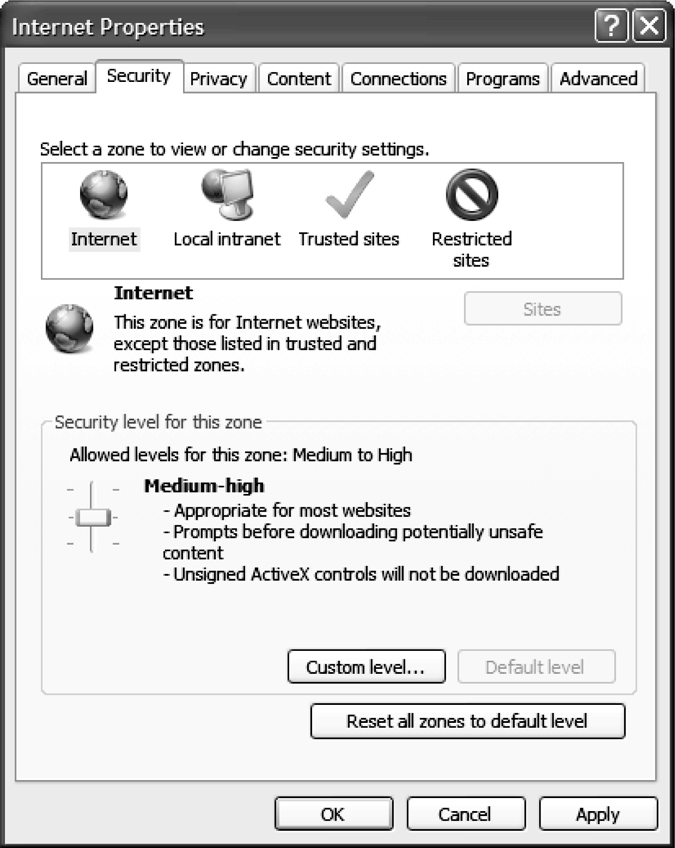 Internet Properties
General Security Privacy Content Connections Programs Advanced
Select a zone to view or change security settings.
Internet Local intranet Trusted sites Restricted
sites
Internet
Sites
This zone is for Internet websites,
except those listed in trusted and
restricted zones.
Security level for this zone
Allowed levels for this zone: Medium to High
Medium-high
- Appropriate for most websites
- Prompts before downloading potentially unsafe
content
- Unsigned ActiveX controls will not be downloaded
Custom level... Default level
Reset all zones to default level
OK Cancel Apply